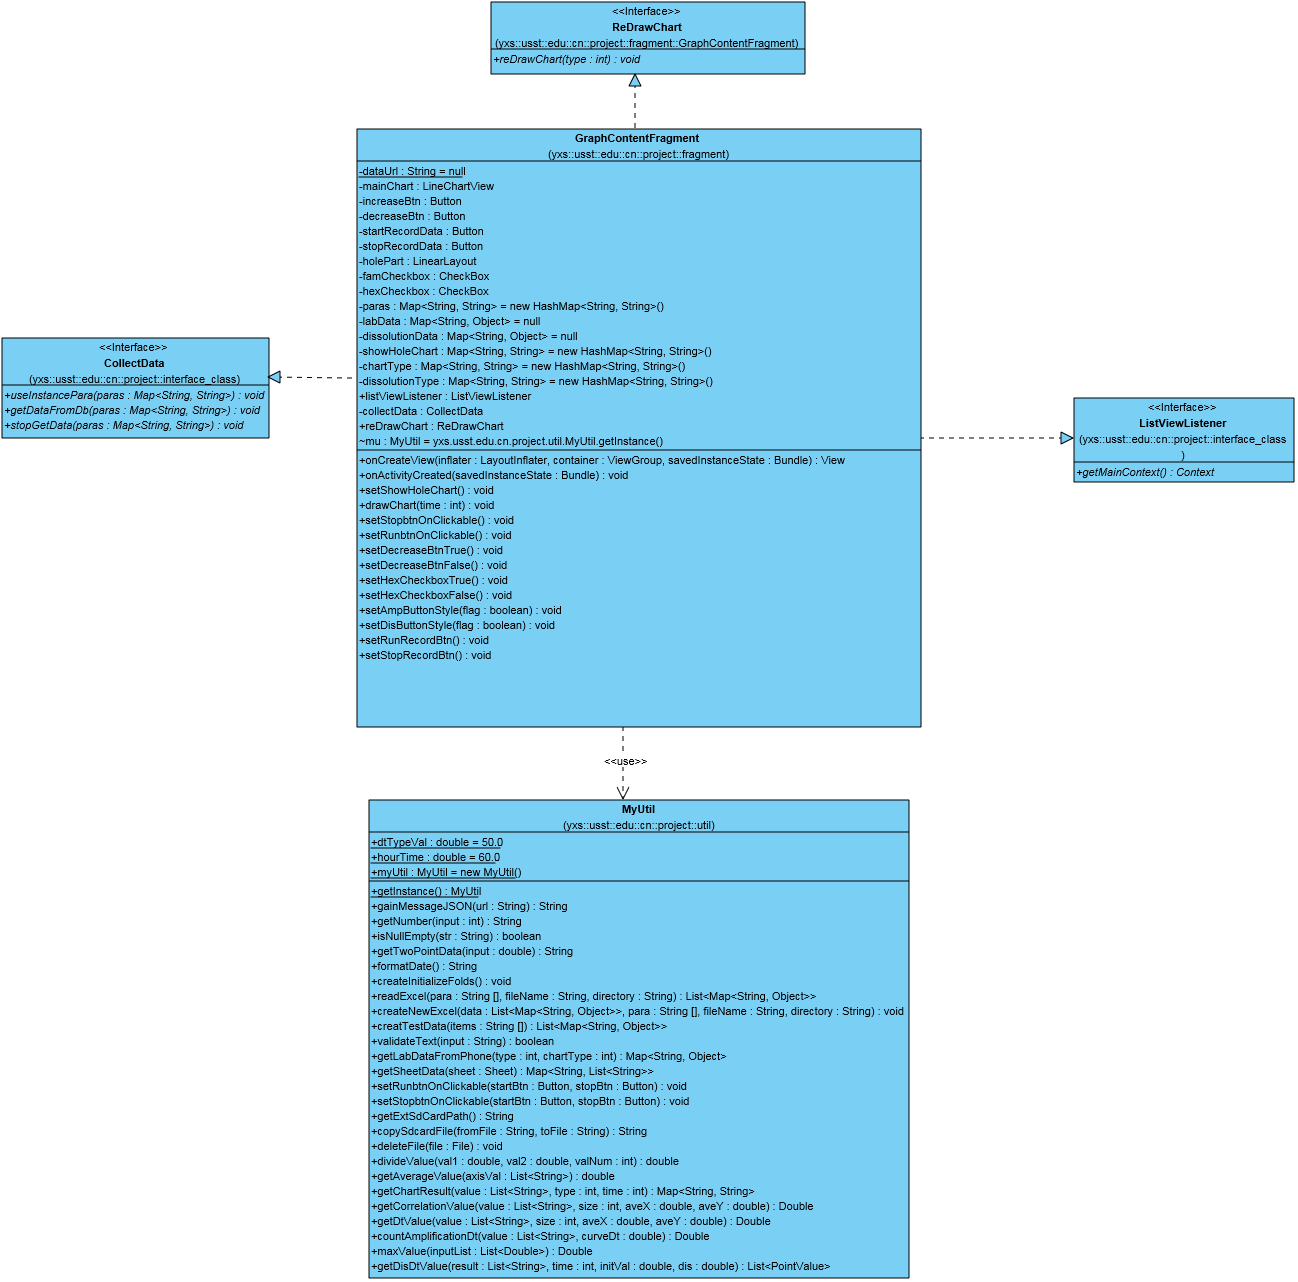 <<Interface>>
ReDrawChart
(yxs::usst::edu::cn::project::fragment::GraphContentFragment)
+reDrawChart(type : int) : void
GraphContentFragment
(yxs::usst::edu::cn::project::fragment)
-dataUrl : String = null
-mainChart : LineChartView
-increaseBtn : Button
-decreaseBtn : Button
-startRecordData : Button
-stopRecordData : Button
-holePart : LinearLayout
-famCheckbox : CheckBox
-hexCheckbox : CheckBox
-paras : Map<String, String> = new HashMap<String, String>()
-labData : Map<String, Object> = null
-dissolutionData : Map<String, Object> = null
-showHoleChart : Map<String, String> = new HashMap<String, String>()
-chartType : Map<String, String> = new HashMap<String, String>()
-dissolutionType : Map<String, String> = new HashMap<String, String>()
+listViewListener : ListViewListener
-collectData : CollectData
+reDrawChart : ReDrawChart
~mu : MyUtil = yxs.usst.edu.cn.project.util.MyUtil.getInstance()
+onCreateView(inflater : LayoutInflater, container : ViewGroup, savedInstanceState : Bundle) : View
+onActivityCreated(savedInstanceState : Bundle) : void
+setShowHoleChart() : void
+drawChart(time : int) : void
+setStopbtnOnClickable() : void
+setRunbtnOnClickable() : void
+setDecreaseBtnTrue() : void
+setDecreaseBtnFalse() : void
+setHexCheckboxTrue() : void
+setHexCheckboxFalse() : void
+setAmpButtonStyle(flag : boolean) : void
+setDisButtonStyle(flag : boolean) : void
+setRunRecordBtn() : void
+setStopRecordBtn() : void
<<Interface>>
CollectData
(yxs::usst::edu::cn::project::interface_class)
+useInstancePara(paras : Map<String, String>) : void
+getDataFromDb(paras : Map<String, String>) : void
+stopGetData(paras : Map<String, String>) : void
<<Interface>>
ListViewListener
(yxs::usst::edu::cn::project::interface_class
)
+getMainContext() : Context
<<use>>
MyUtil
(yxs::usst::edu::cn::project::util)
+dtTypeVal : double = 50.0
+hourTime : double = 60.0
+myUtil : MyUtil = new MyUtil()
+getInstance() : MyUtil
+gainMessageJSON(url : String) : String
+getNumber(input : int) : String
+isNullEmpty(str : String) : boolean
+getTwoPointData(input : double) : String
+formatDate() : String
+createInitializeFolds() : void
+readExcel(para : String [], fileName : String, directory : String) : List<Map<String, Object>>
+createNewExcel(data : List<Map<String, Object>>, para : String [], fileName : String, directory : String) : void
+creatTestData(items : String []) : List<Map<String, Object>>
+validateText(input : String) : boolean
+getLabDataFromPhone(type : int, chartType : int) : Map<String, Object>
+getSheetData(sheet : Sheet) : Map<String, List<String>>
+setRunbtnOnClickable(startBtn : Button, stopBtn : Button) : void
+setStopbtnOnClickable(startBtn : Button, stopBtn : Button) : void
+getExtSdCardPath() : String
+copySdcardFile(fromFile : String, toFile : String) : String
+deleteFile(file : File) : void
+divideValue(val1 : double, val2 : double, valNum : int) : double
+getAverageValue(axisVal : List<String>) : double
+getChartResult(value : List<String>, type : int, time : int) : Map<String, String>
+getCorrelationValue(value : List<String>, size : int, aveX : double, aveY : double) : Double
+getDtValue(value : List<String>, size : int, aveX : double, aveY : double) : Double
+countAmplificationDt(value : List<String>, curveDt : double) : Double
+maxValue(inputList : List<Double>) : Double
+getDisDtValue(result : List<String>, time : int, initVal : double, dis : double) : List<PointValue>